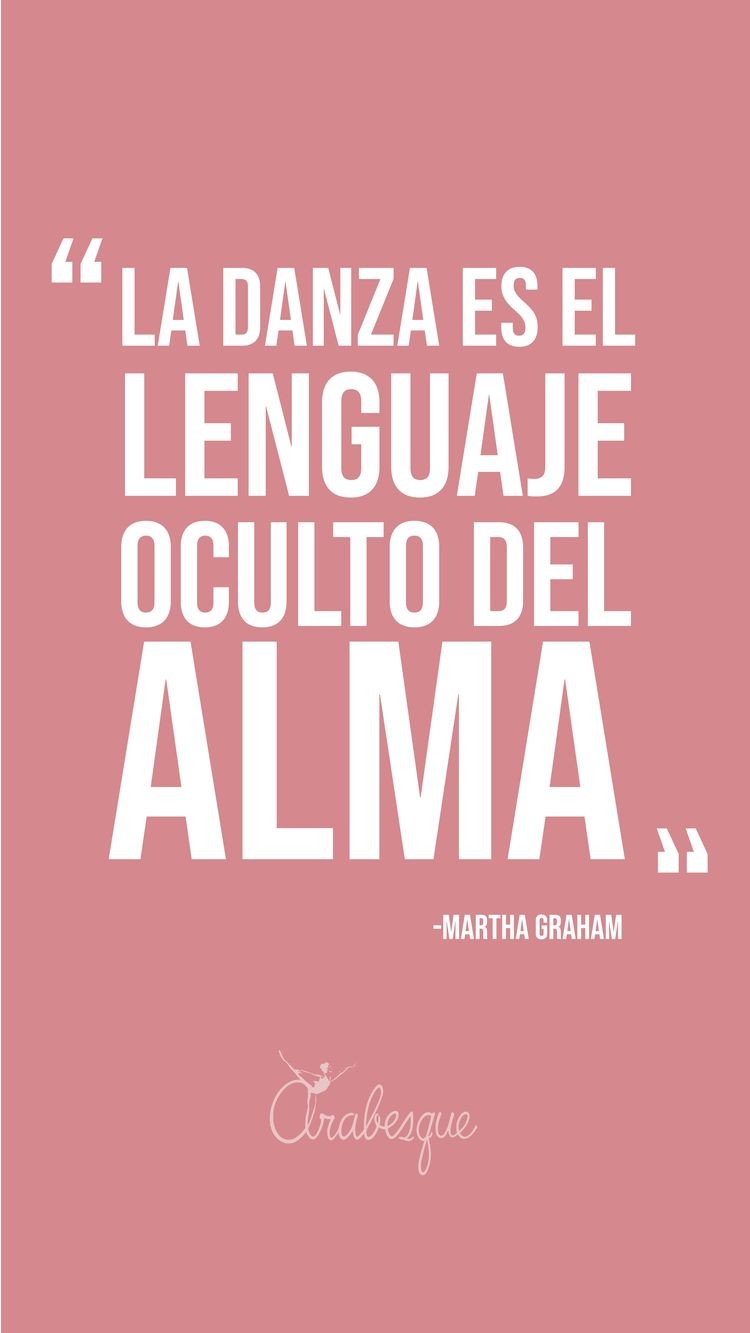 “LA DANZA ES EL
LENGUAJE
OCULTO DEL
ALMA”
-MARTHA GRAHAM
arabesque